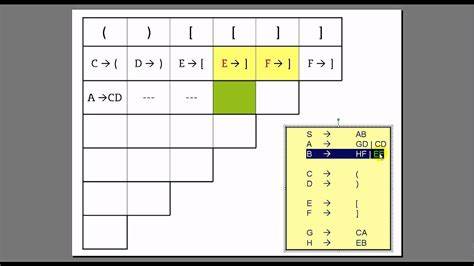 ( ) [ [ ] ]
C → ( D → ) E → [ E → ] F → ] F → ]
A → CD --- ---
S → AB
A → GD | CD
B → HF | EF
C → (
D → )
E → [
F → ]
G → CA
H → EB